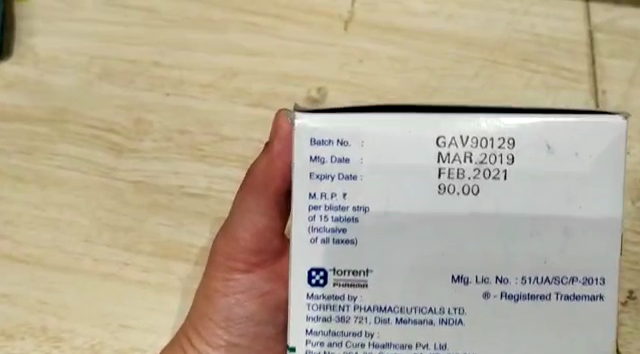 Batch No. : GAV90129
Mfg. Date : MAR.2019
Expiry Date : FEB.2021
M.R.P. ₹ 90.00
per blister strip
of 15 tablets
(Inclusive
of all taxes)
torrent
PHARMA
Mfg. Lic. No. : 51/UA/SC/P-2013
® - Registered Trademark
Marketed by :
TORRENT PHARMACEUTICALS LTD.
Indrad-382 721, Dist. Mehsana, INDIA.
Manufactured by :
Pure and Cure Healthcare Pvt. Ltd.